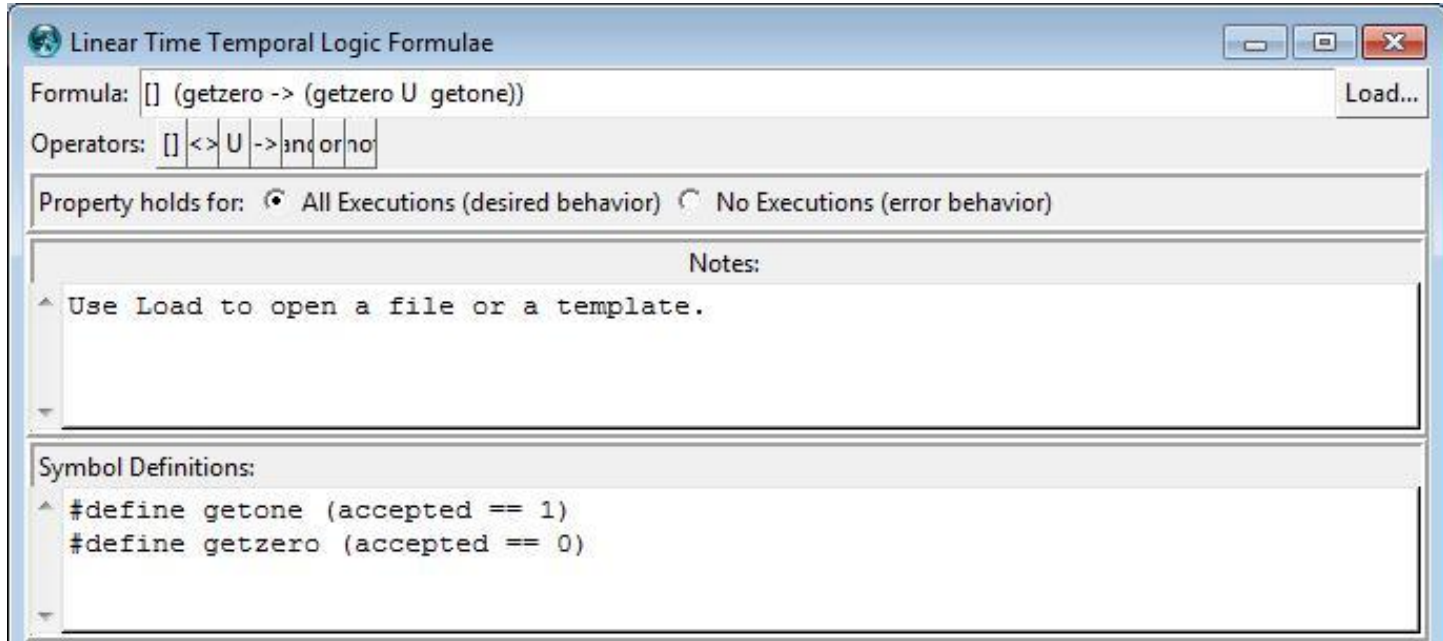 Linear Time Temporal Logic Formulae
Formula: [] (getzero -> (getzero U getone)) Load...
Operators: [] <> U -> and or not
Property holds for: All Executions (desired behavior) No Executions (error behavior)
Notes:
Use Load to open a file or a template.
Symbol Definitions:
#define getone (accepted == 1)
#define getzero (accepted == 0)